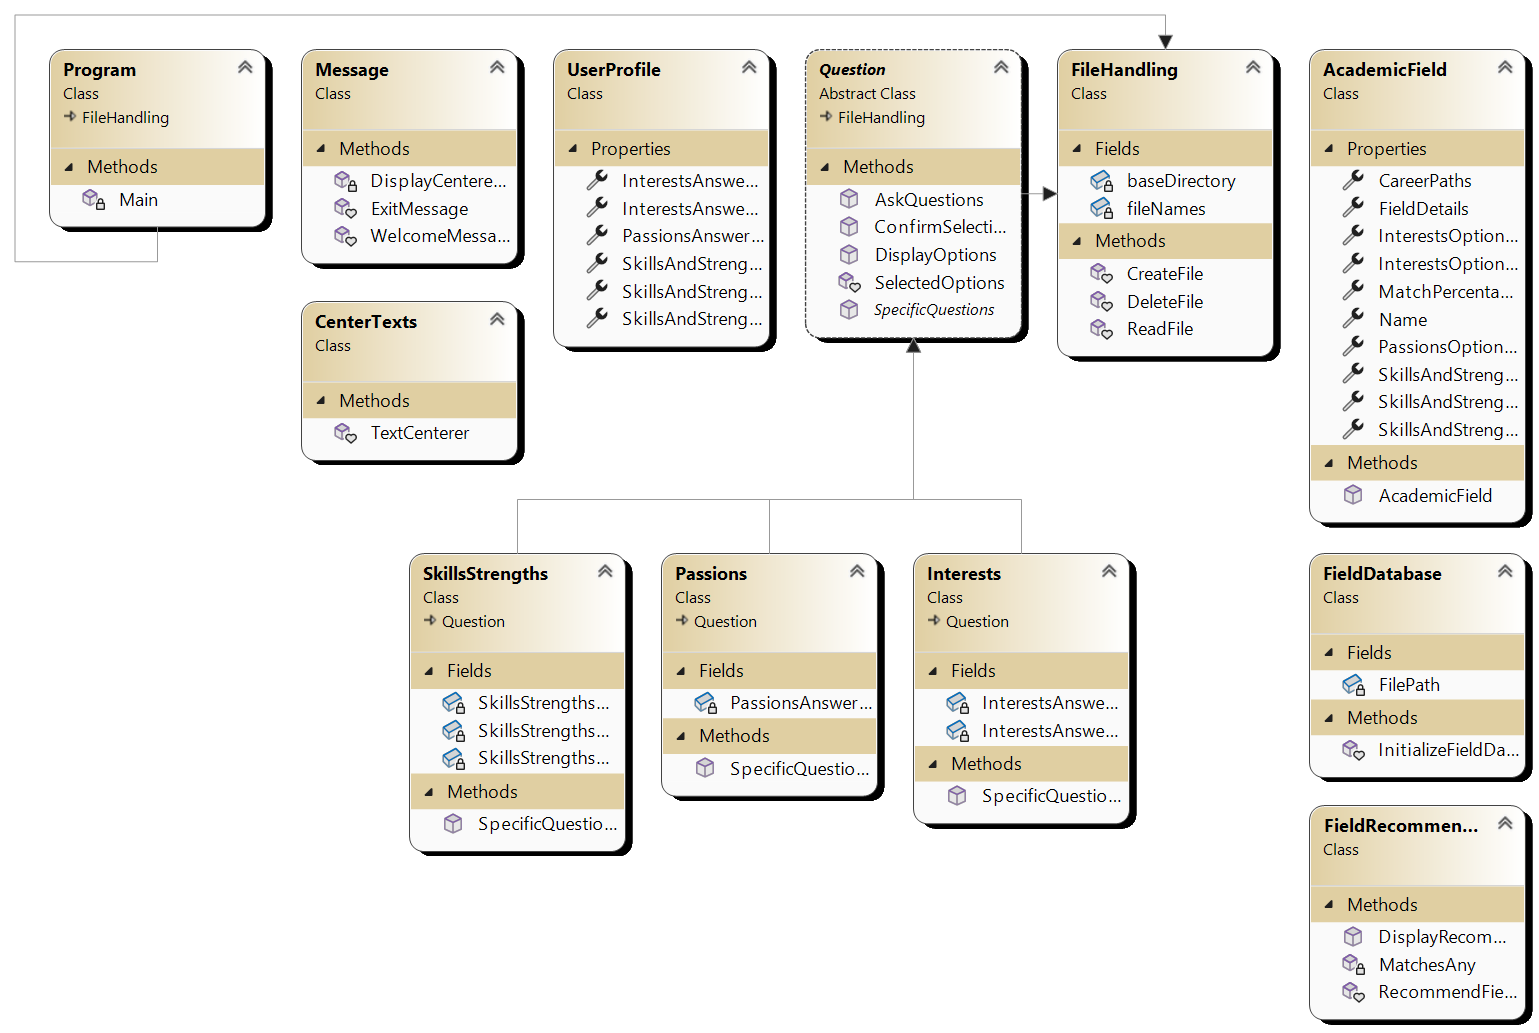 Program
Class
FileHandling
Methods
Main
Message
Class
Methods
DisplayCentere...
ExitMessage
WelcomeMessa...
CenterTexts
Class
Methods
TextCenterer
UserProfile
Class
Properties
InterestsAnswe...
InterestsAnswe...
PassionsAnswer...
SkillsAndStreng...
SkillsAndStreng...
SkillsAndStreng...
Question
Abstract Class
FileHandling
Methods
AskQuestions
ConfirmSelecti...
DisplayOptions
SelectedOptions
SpecificQuestions
FileHandling
Class
Fields
baseDirectory
fileNames
Methods
CreateFile
DeleteFile
ReadFile
AcademicField
Class
Properties
CareerPaths
FieldDetails
InterestsOption...
InterestsOption...
MatchPercenta...
Name
PassionsOption...
SkillsAndStreng...
SkillsAndStreng...
SkillsAndStreng...
Methods
AcademicField
SkillsStrengths
Class
Question
Fields
SkillsStrengths...
SkillsStrengths...
SkillsStrengths...
Methods
SpecificQuestio...
Passions
Class
Question
Fields
PassionsAnswer...
Methods
SpecificQuestio...
Interests
Class
Question
Fields
InterestsAnswe...
InterestsAnswe...
Methods
SpecificQuestio...
FieldDatabase
Class
Fields
FilePath
Methods
InitializeFieldDa...
FieldRecommen...
Class
Methods
DisplayRecom...
MatchesAny
RecommendFie...